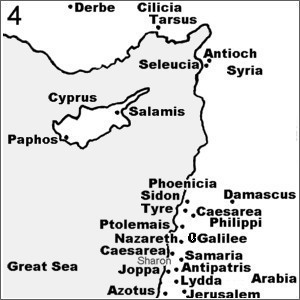 4
Derbe
Cilicia
Tarsus
Antioch
Seleucia
Syria
Cyprus
Salamis
Paphos
Phoenicia
Sidon
Damascus
Tyre
Caesarea
Philippi
Ptolemais
Nazareth
Galilee
Caesarea
Samaria
Sharon
Great Sea
Joppa
Antipatris
Arabia
Lydda
Azotus
Jerusalem